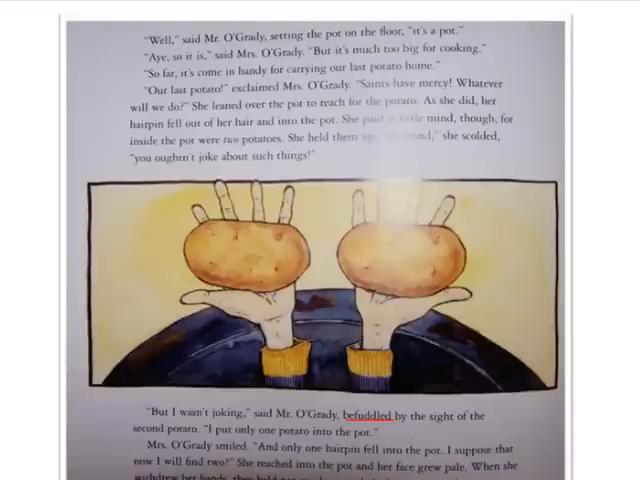 "Well," said Mr. O'Grady, setting the pot on the floor, "it's a pot."
"Aye, so it is," said Mrs. O'Grady. "But it's much too big for cooking."
"So far, it's come in handy for carrying our last potato home."
"Our last potato!" exclaimed Mrs. O'Grady. "Saints have mercy! Whatever
will we do?" She leaned over the pot to reach for the potato. As she did, her
hairpin fell out of her hair and into the pot. She paid it little mind, though, for
inside the pot were two potatoes. She held them up. she scolded,
"you oughtn't joke about such things!"
"But I wasn't joking," said Mr. O'Grady, befuddled by the sight of the
second potato. "I put only one potato into the pot."
Mrs. O'Grady smiled. "And only one hairpin fell into the pot. I suppose that
now I will find two?" She reached into the pot and her face grew pale. When she
withdrew her hands, they held